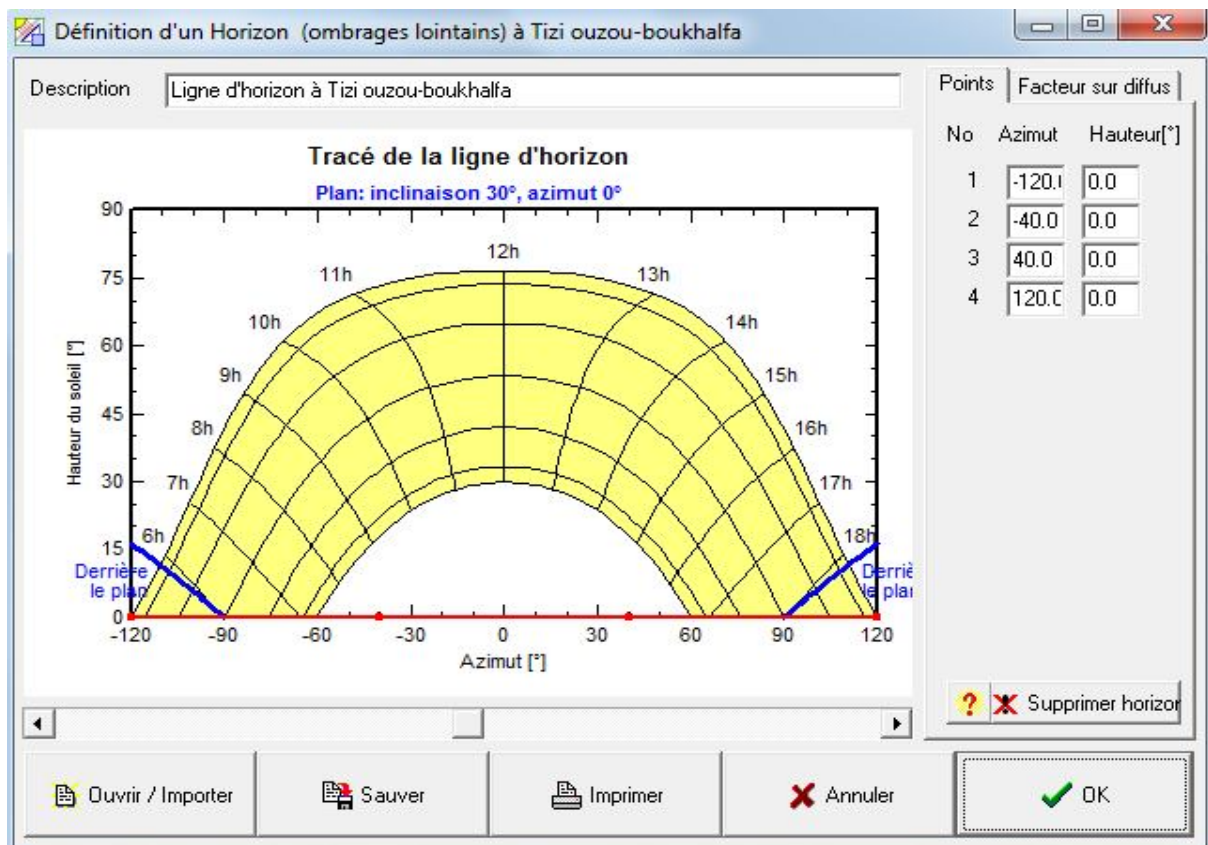 Définition d'un Horizon (ombrages lointains) à Tizi ouzou-boukhalfa
Description Ligne d'horizon à Tizi ouzou-boukhalfa
Points Facteur sur diffus
No Azimut Hauteur[°]
1 -120.0 0.0
2 -40.0 0.0
3 40.0 0.0
4 120.0 0.0
Tracé de la ligne d'horizon
Plan: inclinaison 30°, azimut 0°
90
75
60
45
30
15
0
Hauteur du soleil [°]
6h
7h
8h
9h
10h
11h
12h
13h
14h
15h
16h
17h
18h
Derrière
le plan
Derriè
le plan
-120 -90 -60 -30 0 30 60 90 120
Azimut [°]
? Supprimer horizon
Ouvrir / Importer
Sauver
Imprimer
Annuler
OK